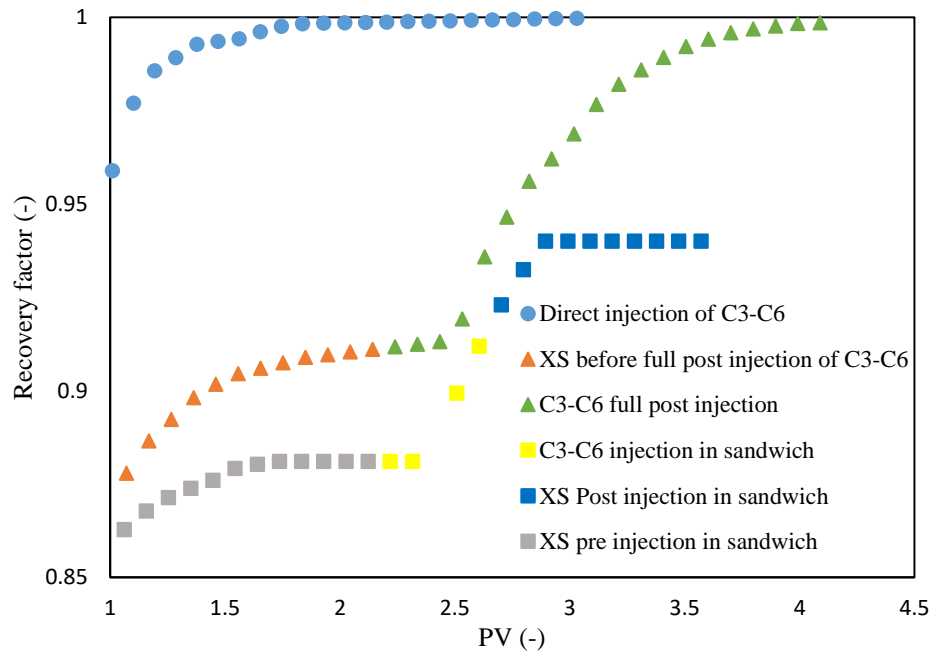 1
0.95
0.9
0.85
Recovery factor (-)
Direct injection of C3-C6
XS before full post injection of C3-C6
C3-C6 full post injection
C3-C6 injection in sandwich
XS Post injection in sandwich
XS pre injection in sandwich
1 1.5 2 2.5 3 3.5 4 4.5
PV (-)